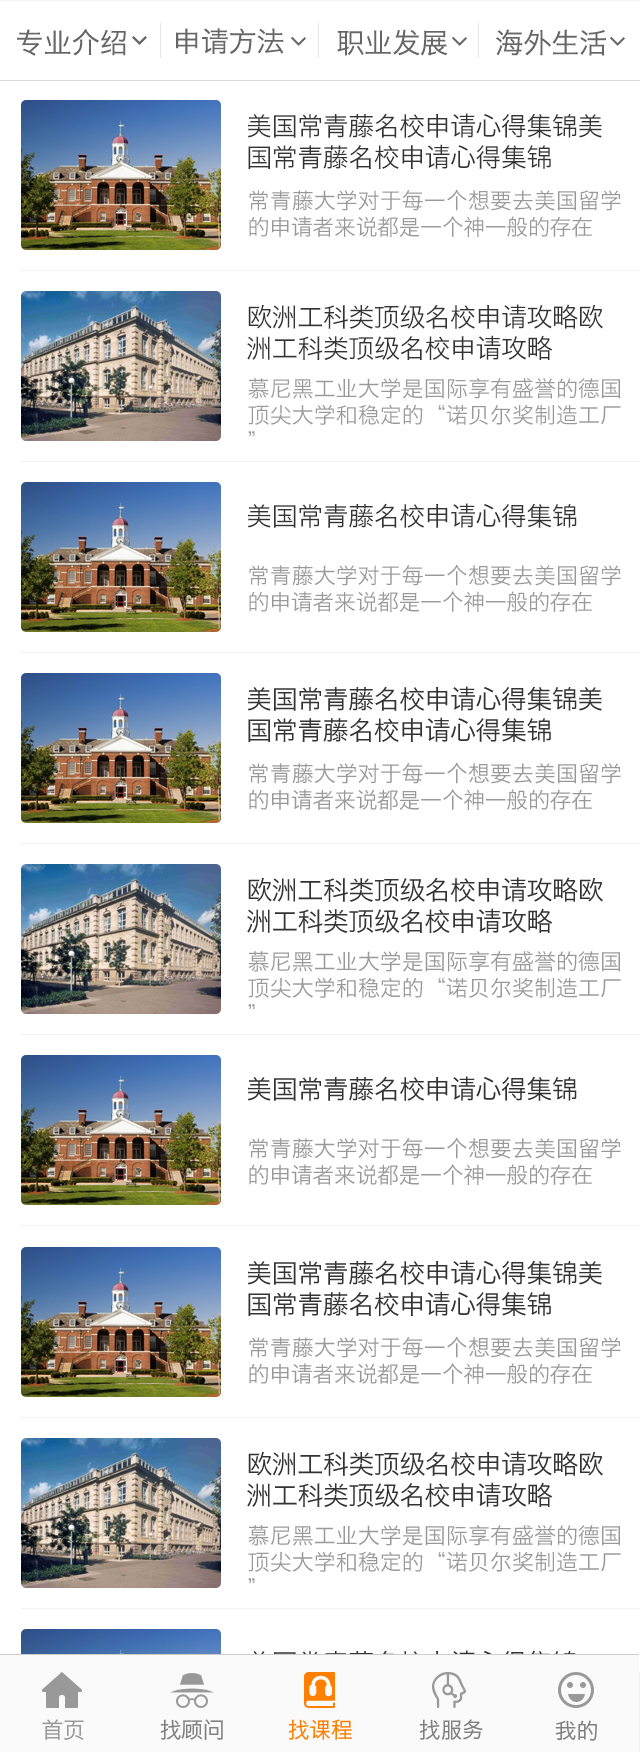 专业介绍 申请方法 职业发展 海外生活
美国常青藤名校申请心得集锦美
国常青藤名校申请心得集锦
常青藤大学对于每一个想要去美国留学
的申请者来说都是一个神一般的存在
欧洲工科类顶级名校申请攻略欧
洲工科类顶级名校申请攻略
慕尼黑工业大学是国际享有盛誉的德国
顶尖大学和稳定的“诺贝尔奖制造工厂
”
美国常青藤名校申请心得集锦
常青藤大学对于每一个想要去美国留学
的申请者来说都是一个神一般的存在
美国常青藤名校申请心得集锦美
国常青藤名校申请心得集锦
常青藤大学对于每一个想要去美国留学
的申请者来说都是一个神一般的存在
欧洲工科类顶级名校申请攻略欧
洲工科类顶级名校申请攻略
慕尼黑工业大学是国际享有盛誉的德国
顶尖大学和稳定的“诺贝尔奖制造工厂
”
美国常青藤名校申请心得集锦
常青藤大学对于每一个想要去美国留学
的申请者来说都是一个神一般的存在
美国常青藤名校申请心得集锦美
国常青藤名校申请心得集锦
常青藤大学对于每一个想要去美国留学
的申请者来说都是一个神一般的存在
欧洲工科类顶级名校申请攻略欧
洲工科类顶级名校申请攻略
慕尼黑工业大学是国际享有盛誉的德国
顶尖大学和稳定的“诺贝尔奖制造工厂
”
首页 找顾问 找课程 找服务 我的